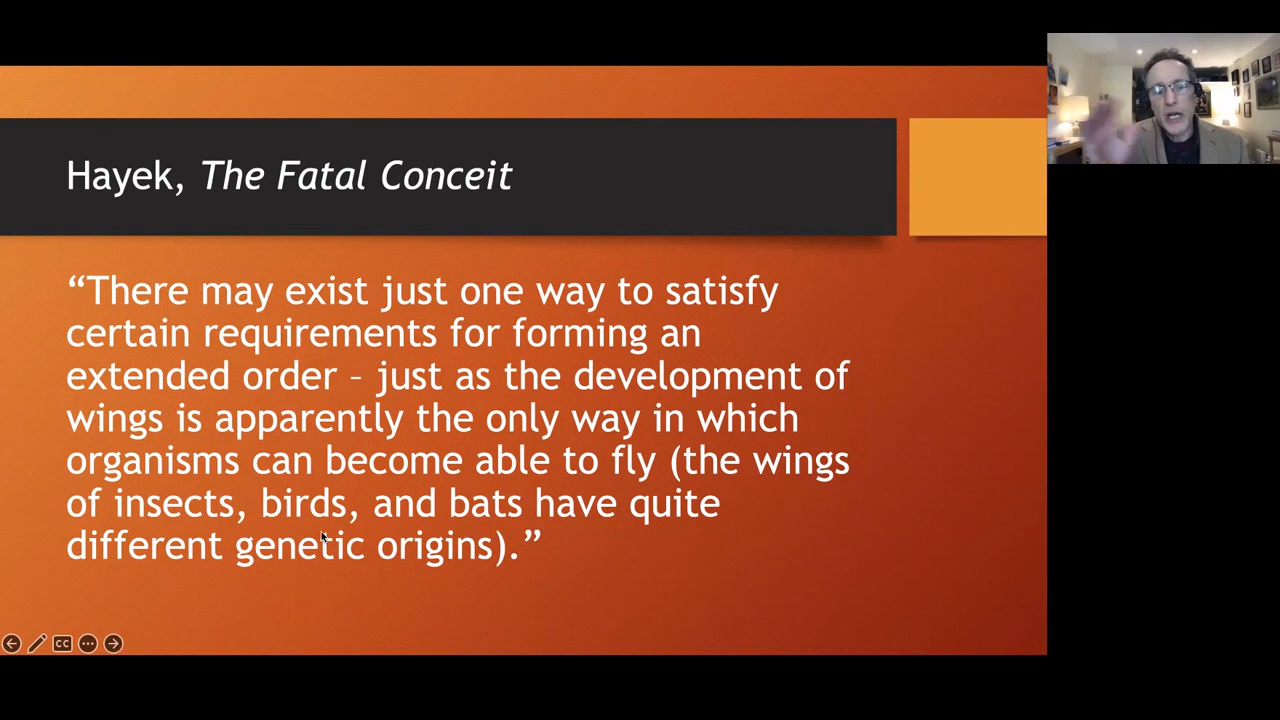 Hayek, The Fatal Conceit
“There may exist just one way to satisfy
certain requirements for forming an
extended order – just as the development of
wings is apparently the only way in which
organisms can become able to fly (the wings
of insects, birds, and bats have quite
different genetic origins).”
CC